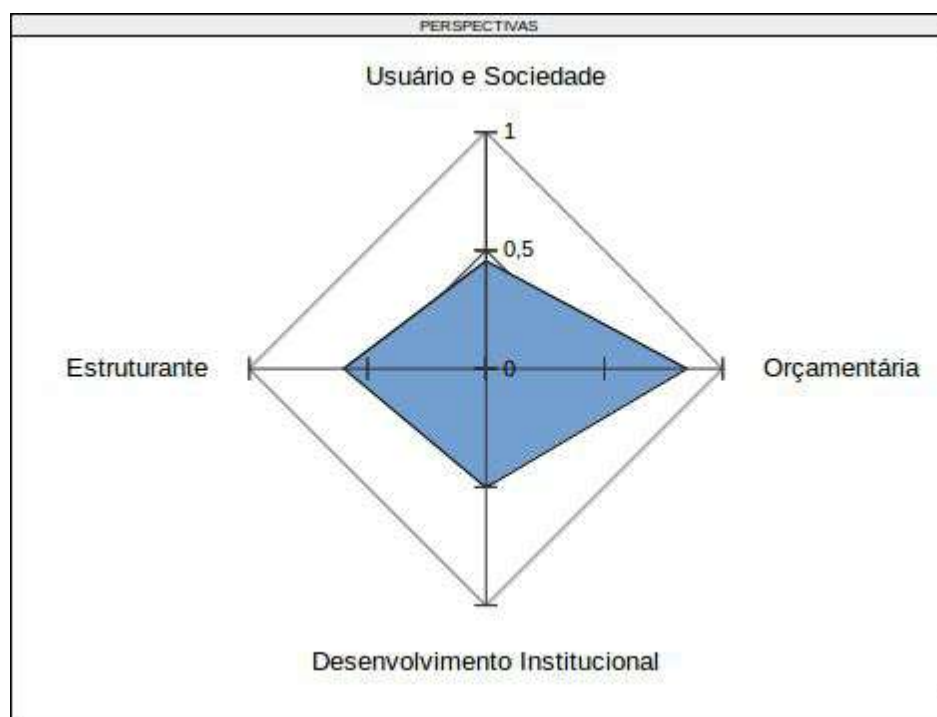 PERSPECTIVAS
Usuário e Sociedade
1
0,5
Estruturante
0
Orçamentária
Desenvolvimento Institucional